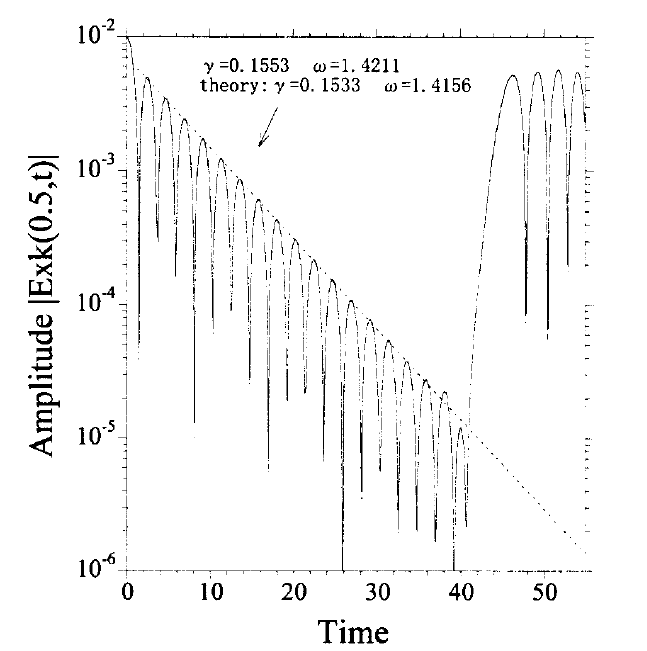 10-2
γ=0.1553 ω=1.4211
theory: γ=0.1533 ω=1.4156
10-3
10-4
10-5
10-6
Amplitude |Exk(0.5,t)|
0 10 20 30 40 50
Time